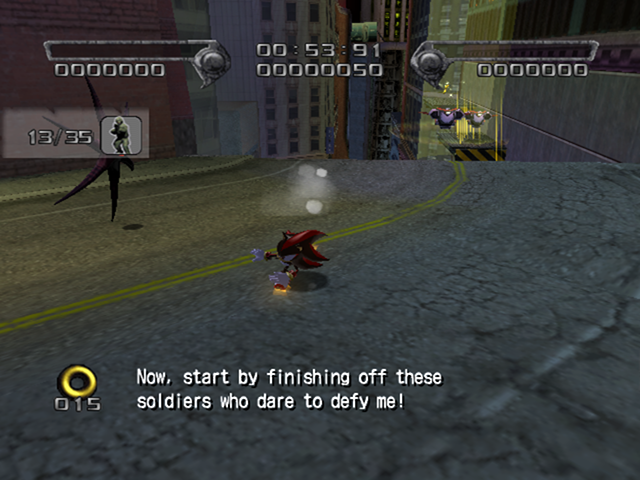 00:53:91
0000000 00000050 0000000
13/35
015
Now, start by finishing off these
soldiers who dare to defy me!